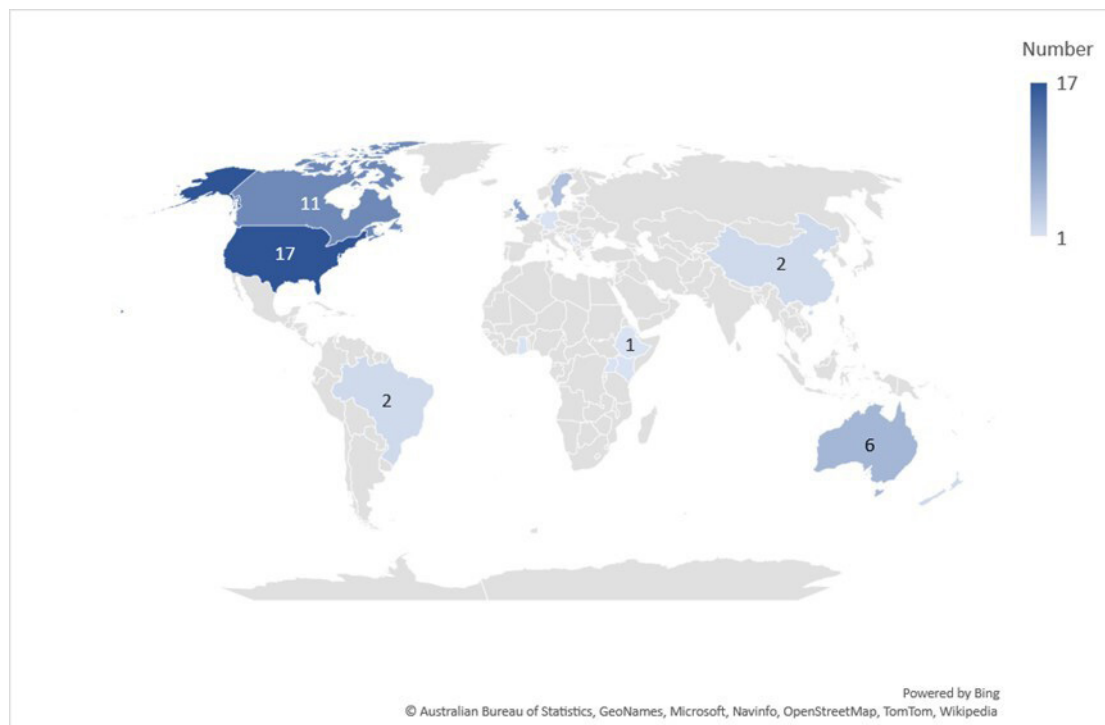 Number
17
1
11
17
2
1
2
6
Powered by Bing
© Australian Bureau of Statistics, GeoNames, Microsoft, Navinfo, OpenStreetMap, TomTom, Wikipedia